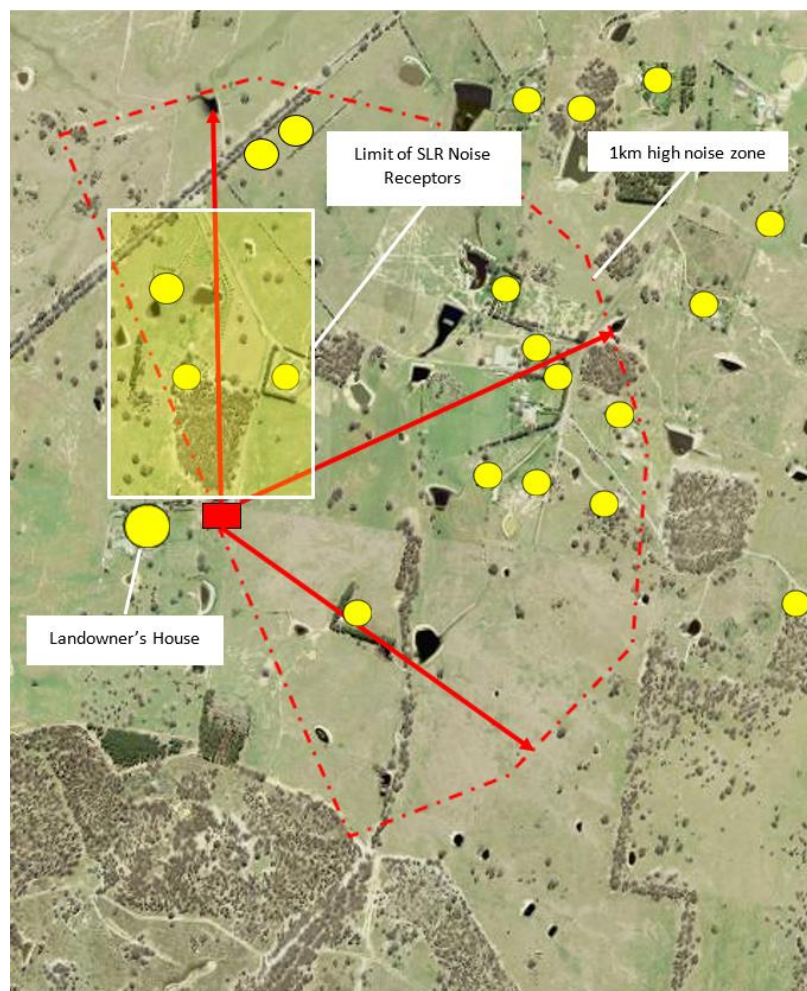 Limit of SLR Noise
Receptors
1km high noise zone
Landowner's House